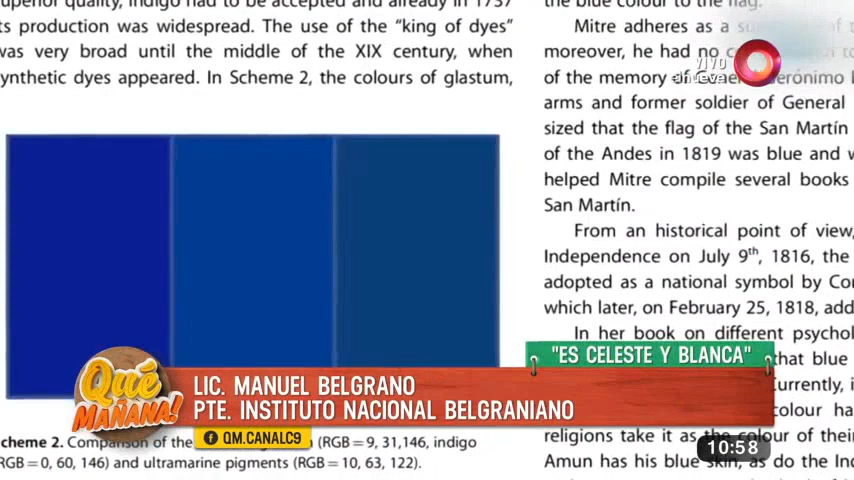 superior quality, indigo had to be accepted and already in 1737
its production was widespread. The use of the "king of dyes"
was very broad until the middle of the XIX century, when
synthetic dyes appeared. In Scheme 2, the colours of glastum,
the blue colour to the flag.
Mitre adheres as a
moreover, he had no
of the memory of
arms and former soldier of General
sized that the flag of the San Martín
of the Andes in 1819 was blue and
helped Mitre compile several books
San Martín.
From an historical point of view,
Independence on July 9th, 1816, the
adopted as a national symbol by Con
which later, on February 25, 1818, add
In her book on different psychol
that blue
Currently, i
colour ha
religions take it as the colour of their
Amun has his blue skin, as do the Ind
VIVO
a nueve
"ES CELESTE Y BLANCA"
Qué
MAÑANA!
LIC. MANUEL BELGRANO
PTE. INSTITUTO NACIONAL BELGRANIANO
QM.CANALC9
cheme 2. Comparison of the (RGB = 9, 31,146, indigo
RGB = 0, 60, 146) and ultramarine pigments (RGB = 10, 63, 122).
10:58